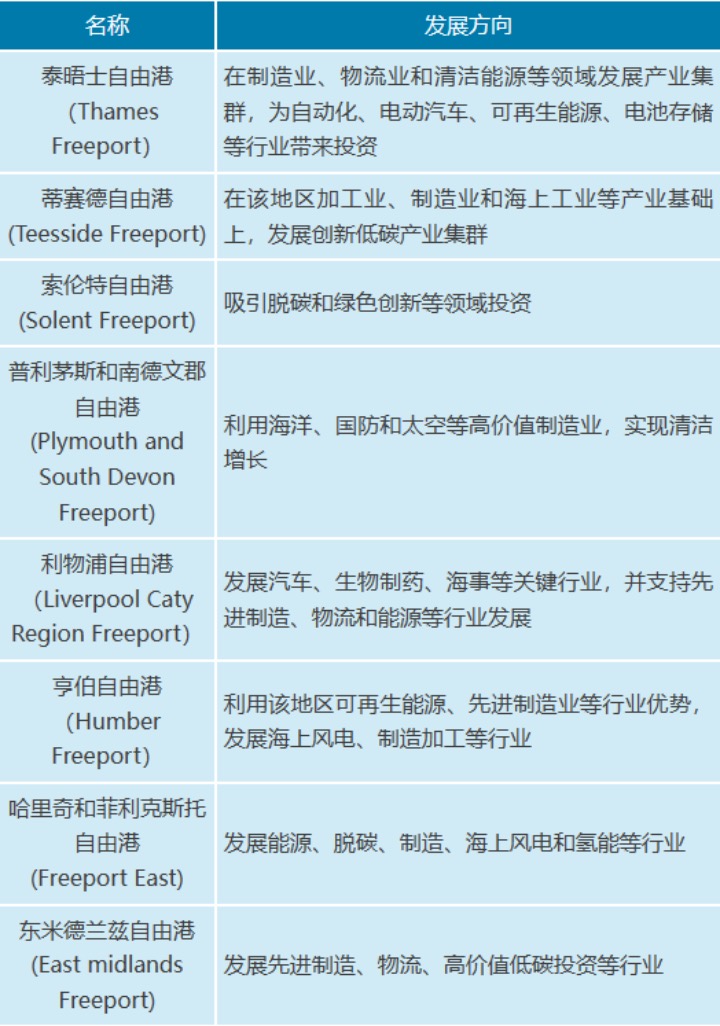 名称
发展方向
泰晤士自由港
（Thames
Freeport）
在制造业、物流业和清洁能源等领域发展产业集
群，为自动化、电动汽车、可再生能源、电池存储
等行业带来投资
蒂赛德自由港
(Teesside Freeport)
在该地区加工业、制造业和海上工业等产业基础
上，发展创新低碳产业集群
索伦特自由港
(Solent Freeport)
吸引脱碳和绿色创新等领域投资
普利茅斯和南德文郡
自由港
(Plymouth and
South Devon
Freeport)
利用海洋、国防和太空等高价值制造业，实现清洁
增长
利物浦自由港
（Liverpool Caty
Region Freeport）
发展汽车、生物制药、海事等关键行业，并支持先
进制造、物流和能源等行业发展
亨伯自由港
（Humber
Freeport）
利用该地区可再生能源、先进制造业等行业优势，
发展海上风电、制造加工等行业
哈里奇和菲利克斯托
自由港
(Freeport East)
发展能源、脱碳、制造、海上风电和氢能等行业
东米德兰兹自由港
(East midlands
Freeport)
发展先进制造、物流、高价值低碳投资等行业